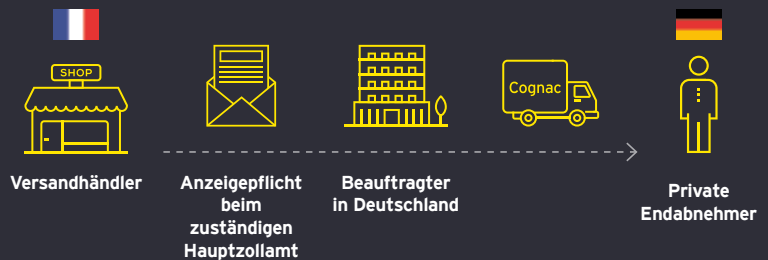 SHOP
Cognac
Versandhändler
Anzeigepflicht
beim
zuständigen
Hauptzollamt
Beauftragter
in Deutschland
Private
Endabnehmer